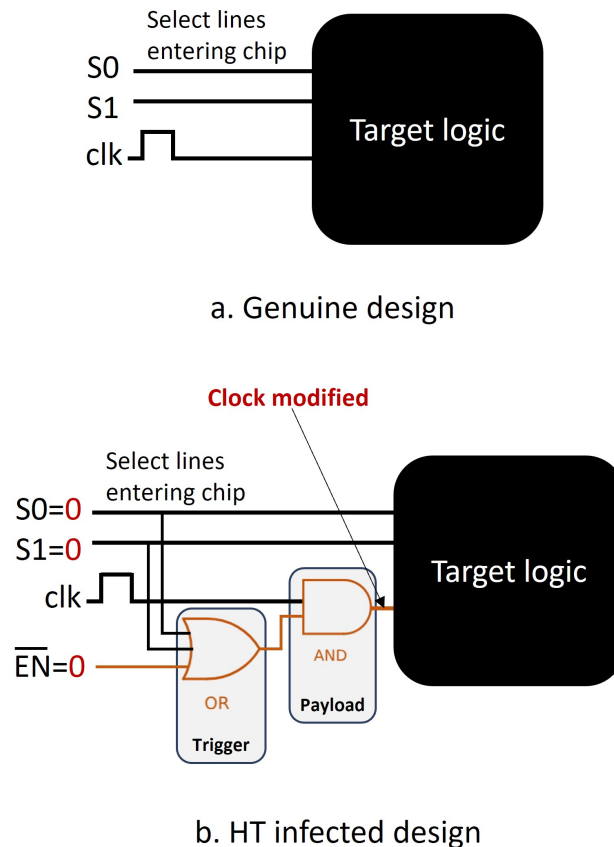 Select lines
entering chip
S0
S1
clk
Target logic
a. Genuine design
Clock modified
Select lines
entering chip
S0=0
S1=0
clk
Target logic
E̅N̅=0
AND
OR
Payload
Trigger
b. HT infected design